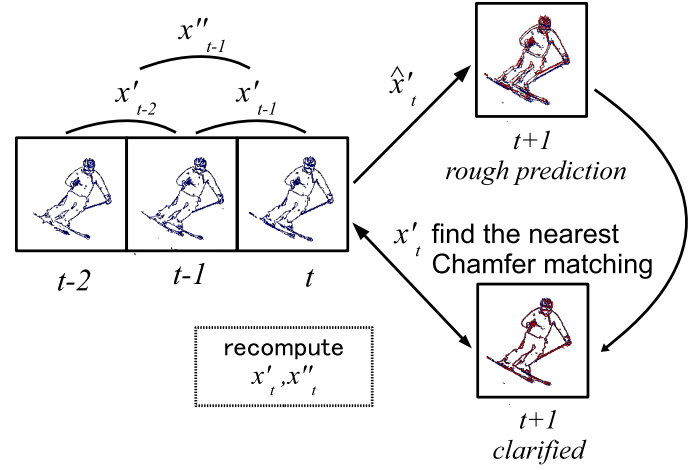 x''t-1
x't-2 x't-1
x̂'t
t-2 t-1 t
t+1
rough prediction
x't find the nearest
Chamfer matching
recompute
x't ,x''t
t+1
clarified